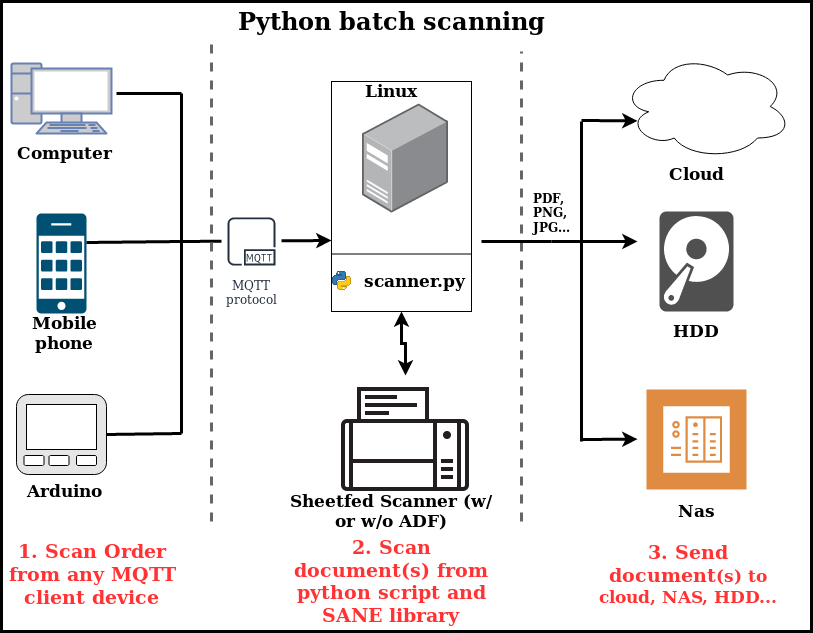 Python batch scanning
Computer
Mobile
phone
Arduino
MQTT
MQTT
protocol
Linux
scanner.py
Sheetfed Scanner (w/
or w/o ADF)
PDF,
PNG,
JPG...
Cloud
HDD
Nas
1. Scan Order
from any MQTT
client device
2. Scan
document(s) from
python script and
SANE library
3. Send
document(s) to
cloud, NAS, HDD...